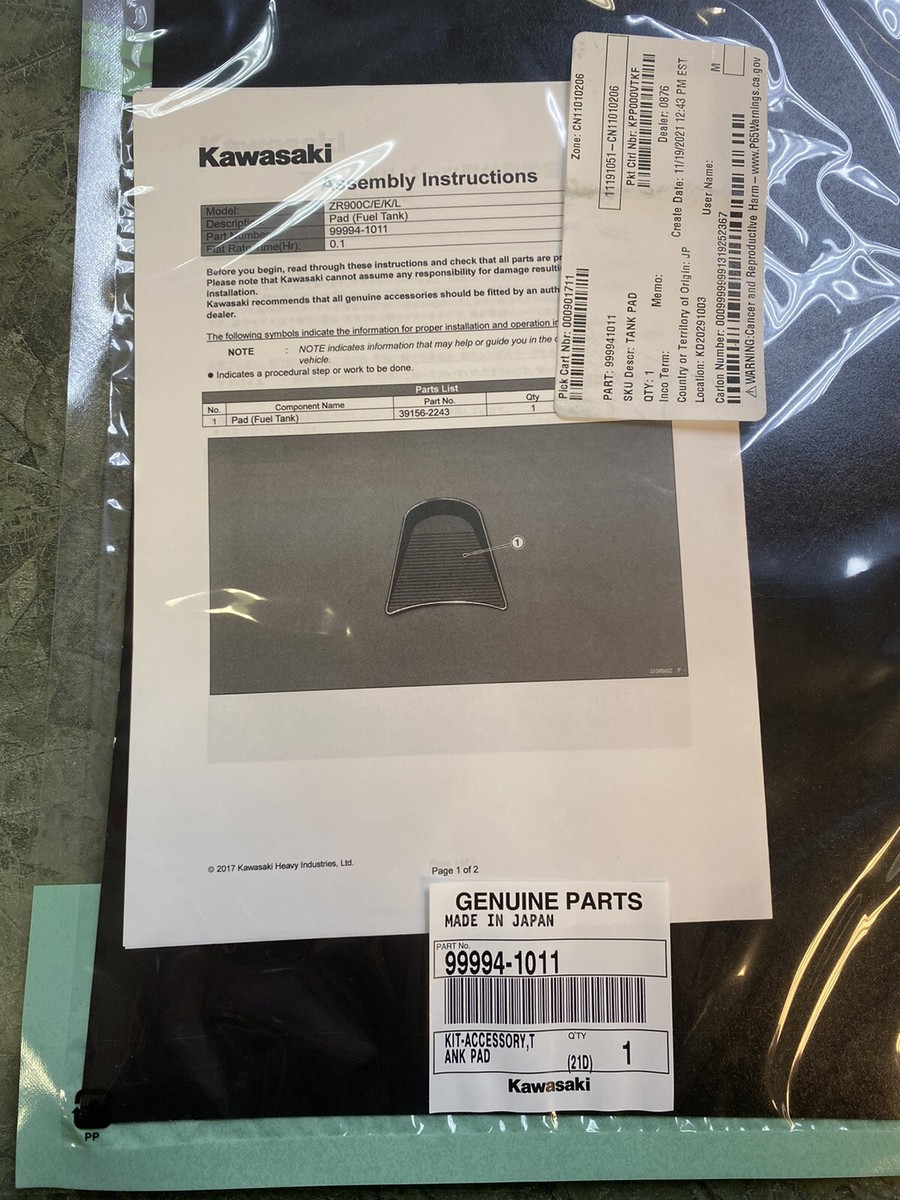 Kawasaki
Assembly Instructions
Model: ZR900C/E/K/L
Pad (Fuel Tank)
Part Number: 99994-1011
Flat Rate Time(Hr): 0.1
Before you begin, read through these instructions and check that all parts are
Please note that Kawasaki cannot assume any responsibility for damage
installation.
Kawasaki recommends that all genuine accessories should be fitted by an
dealer.
The following symbols indicate the information for proper installation and operation
NOTE : NOTE indicates information that may help or guide you in the
vehicle.
● Indicates a procedural step or work to be done.
Parts List
No. Component Name Part No. Qty
1 Pad (Fuel Tank) 39156-2243 1
1
© 2017 Kawasaki Heavy Industries, Ltd.
Page 1 of 2
Pick Cart Nbr: 000901711
Zone: CN11010206
11191051-CN11010206
PART: 999941011
Pkt Ctrl Nbr: KPP000VTKF
SKU Descr: TANK PAD
QTY: 1
Memo:
Dealer: 0876
Inco Term:
Create Date: 11/19/2021 12:43 PM EST
Country or Territory of Origin: JP
Location: KD20291003
User Name:
M
Carton Number: 00099999991319252367
⚠WARNING:Cancer and Reproductive Harm – www.P65Warnings.ca.gov
GENUINE PARTS
MADE IN JAPAN
PART No.
99994-1011
KIT-ACCESSORY,T
ANK PAD
Q'TY
(21D) 1
Kawasaki
PP